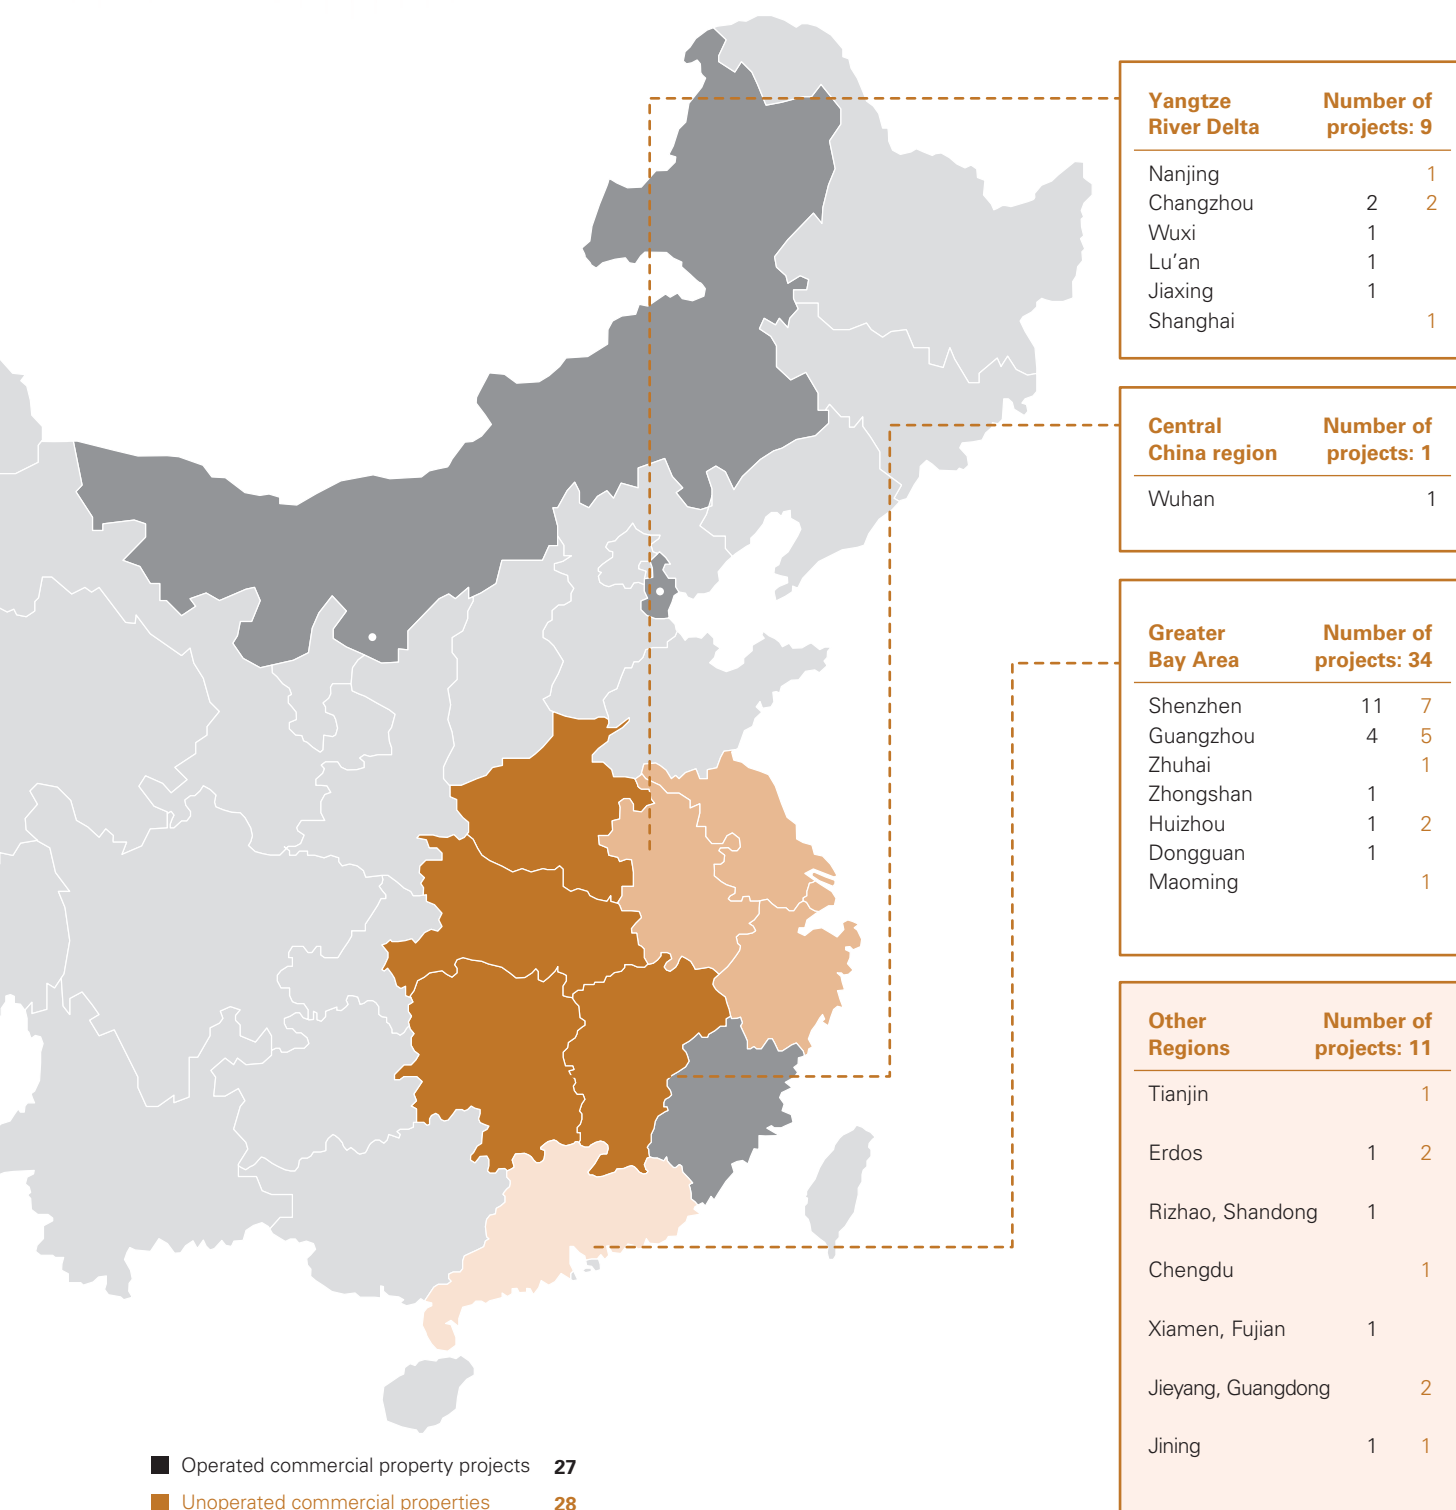 Yangtze Number of
River Delta projects: 9
Nanjing 1
Changzhou 2 2
Wuxi 1
Lu’an 1
Jiaxing 1
Shanghai 1
Central Number of
China region projects: 1
Wuhan 1
Greater Number of
Bay Area projects: 34
Shenzhen 11 7
Guangzhou 4 5
Zhuhai 1
Zhongshan 1
Huizhou 1 2
Dongguan 1
Maoming 1
Other Number of
Regions projects: 11
Tianjin 1
Erdos 1 2
Rizhao, Shandong 1
Chengdu 1
Xiamen, Fujian 1
Jieyang, Guangdong 2
Jining 1 1
Operated commercial property projects 27
Unoperated commercial properties 28